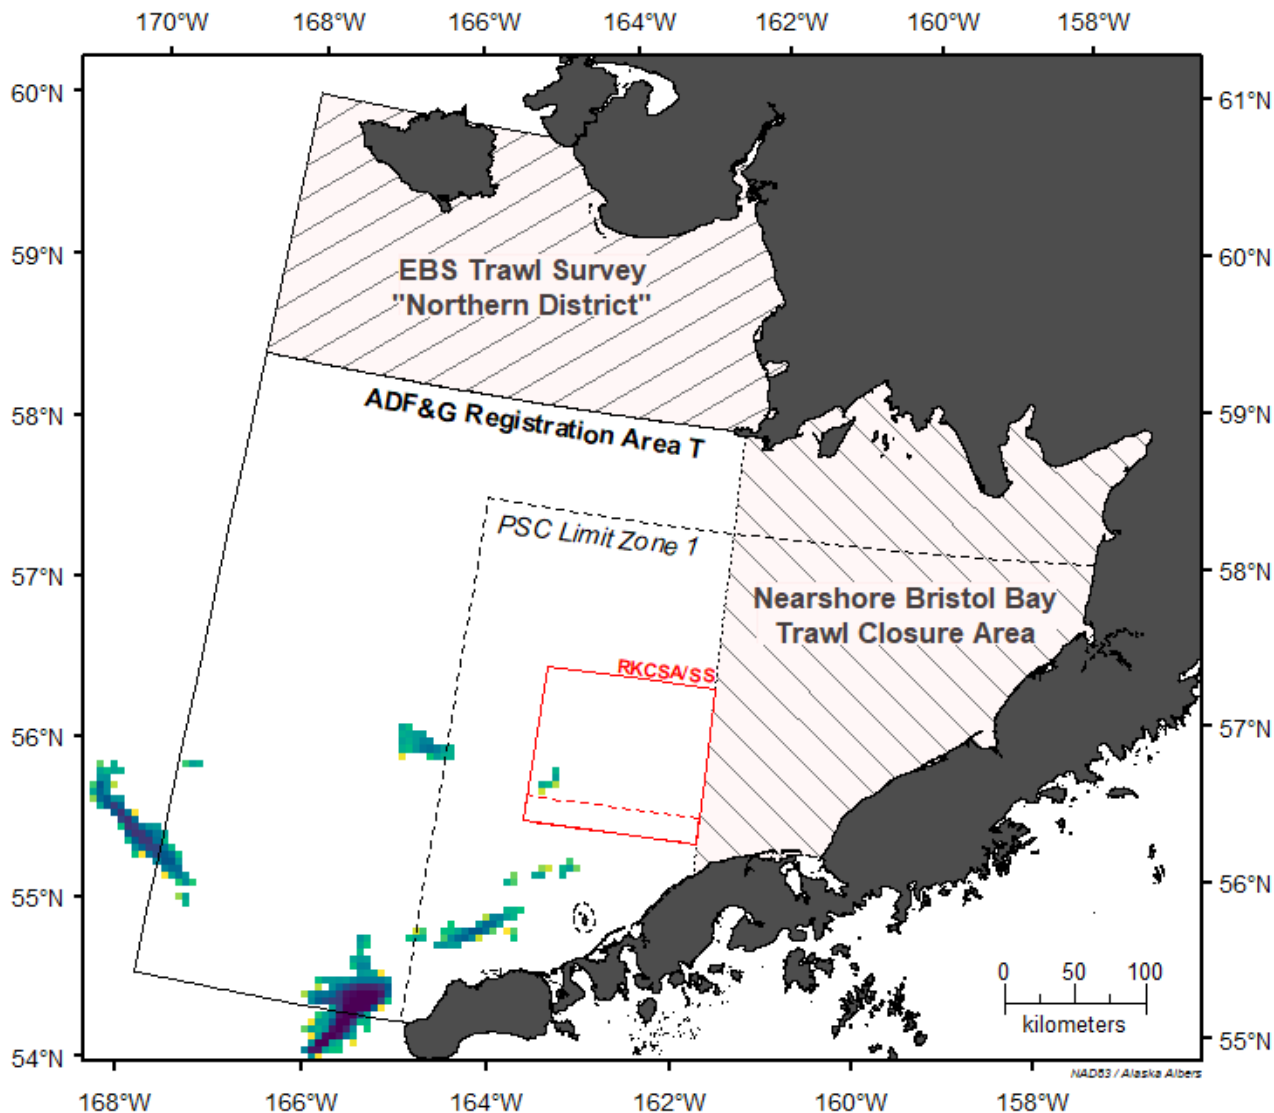 170°W 168°W 166°W 164°W 162°W 160°W 158°W
60°N 61°N
EBS Trawl Survey
"Northern District"
59°N 60°N
ADF&G Registration Area T
58°N 59°N
PSC Limit Zone 1
57°N 58°N
Nearshore Bristol Bay
Trawl Closure Area
RKCSA/SS
56°N 57°N
55°N 56°N
0 50 100
kilometers
54°N 55°N
NAD83 / Alaska Albers
168°W 166°W 164°W 162°W 160°W 158°W